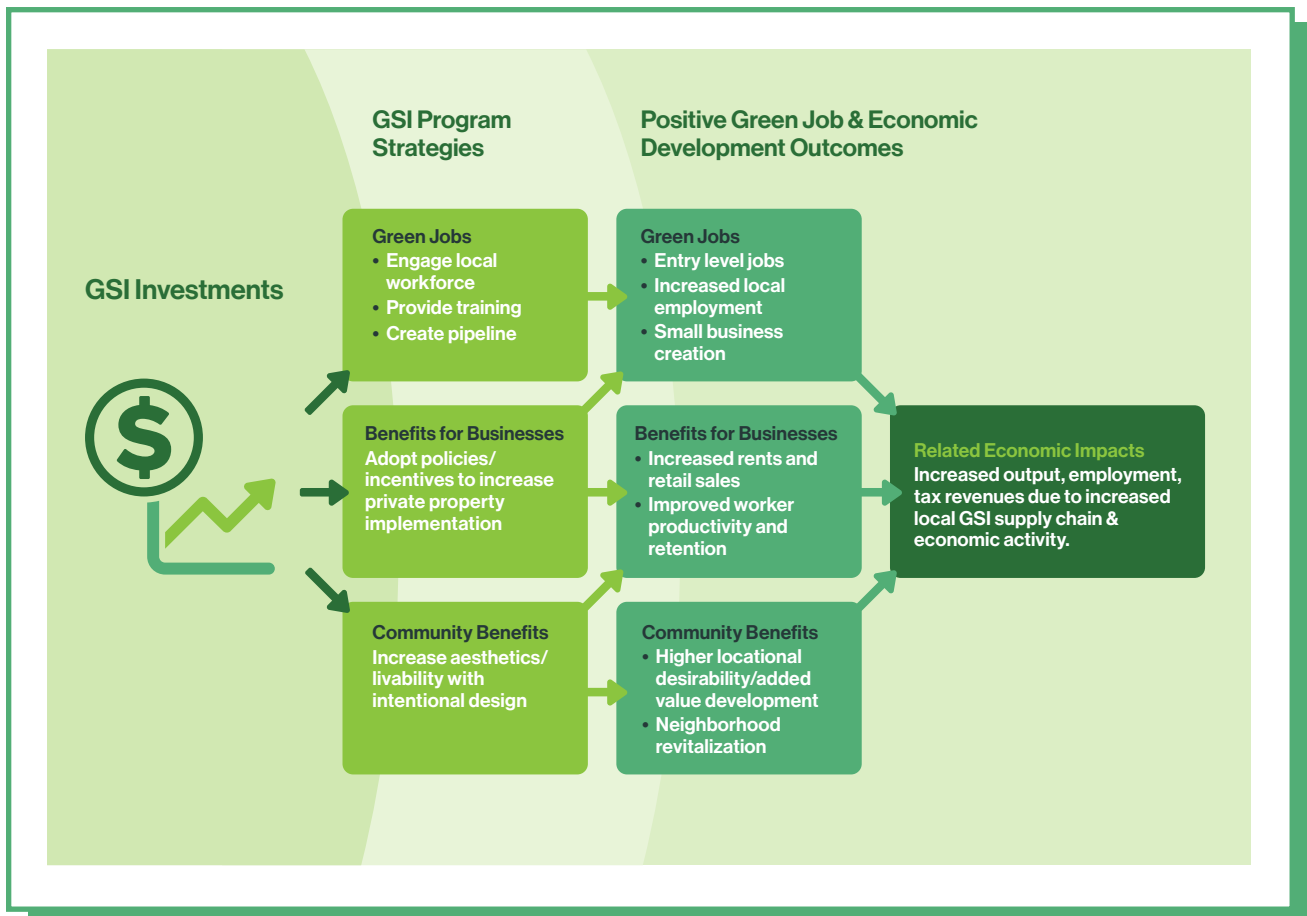 GSI Program
Strategies
Positive Green Job & Economic
Development Outcomes
GSI Investments
Green Jobs
• Engage local
workforce
• Provide training
• Create pipeline
Green Jobs
• Entry level jobs
• Increased local
employment
• Small business
creation
Benefits for Businesses
Adopt policies/
incentives to increase
private property
implementation
Benefits for Businesses
• Increased rents and
retail sales
• Improved worker
productivity and
retention
Related Economic Impacts
Increased output, employment,
tax revenues due to increased
local GSI supply chain &
economic activity.
Community Benefits
Increase aesthetics/
livability with
intentional design
Community Benefits
• Higher locational
desirability/added
value development
• Neighborhood
revitalization